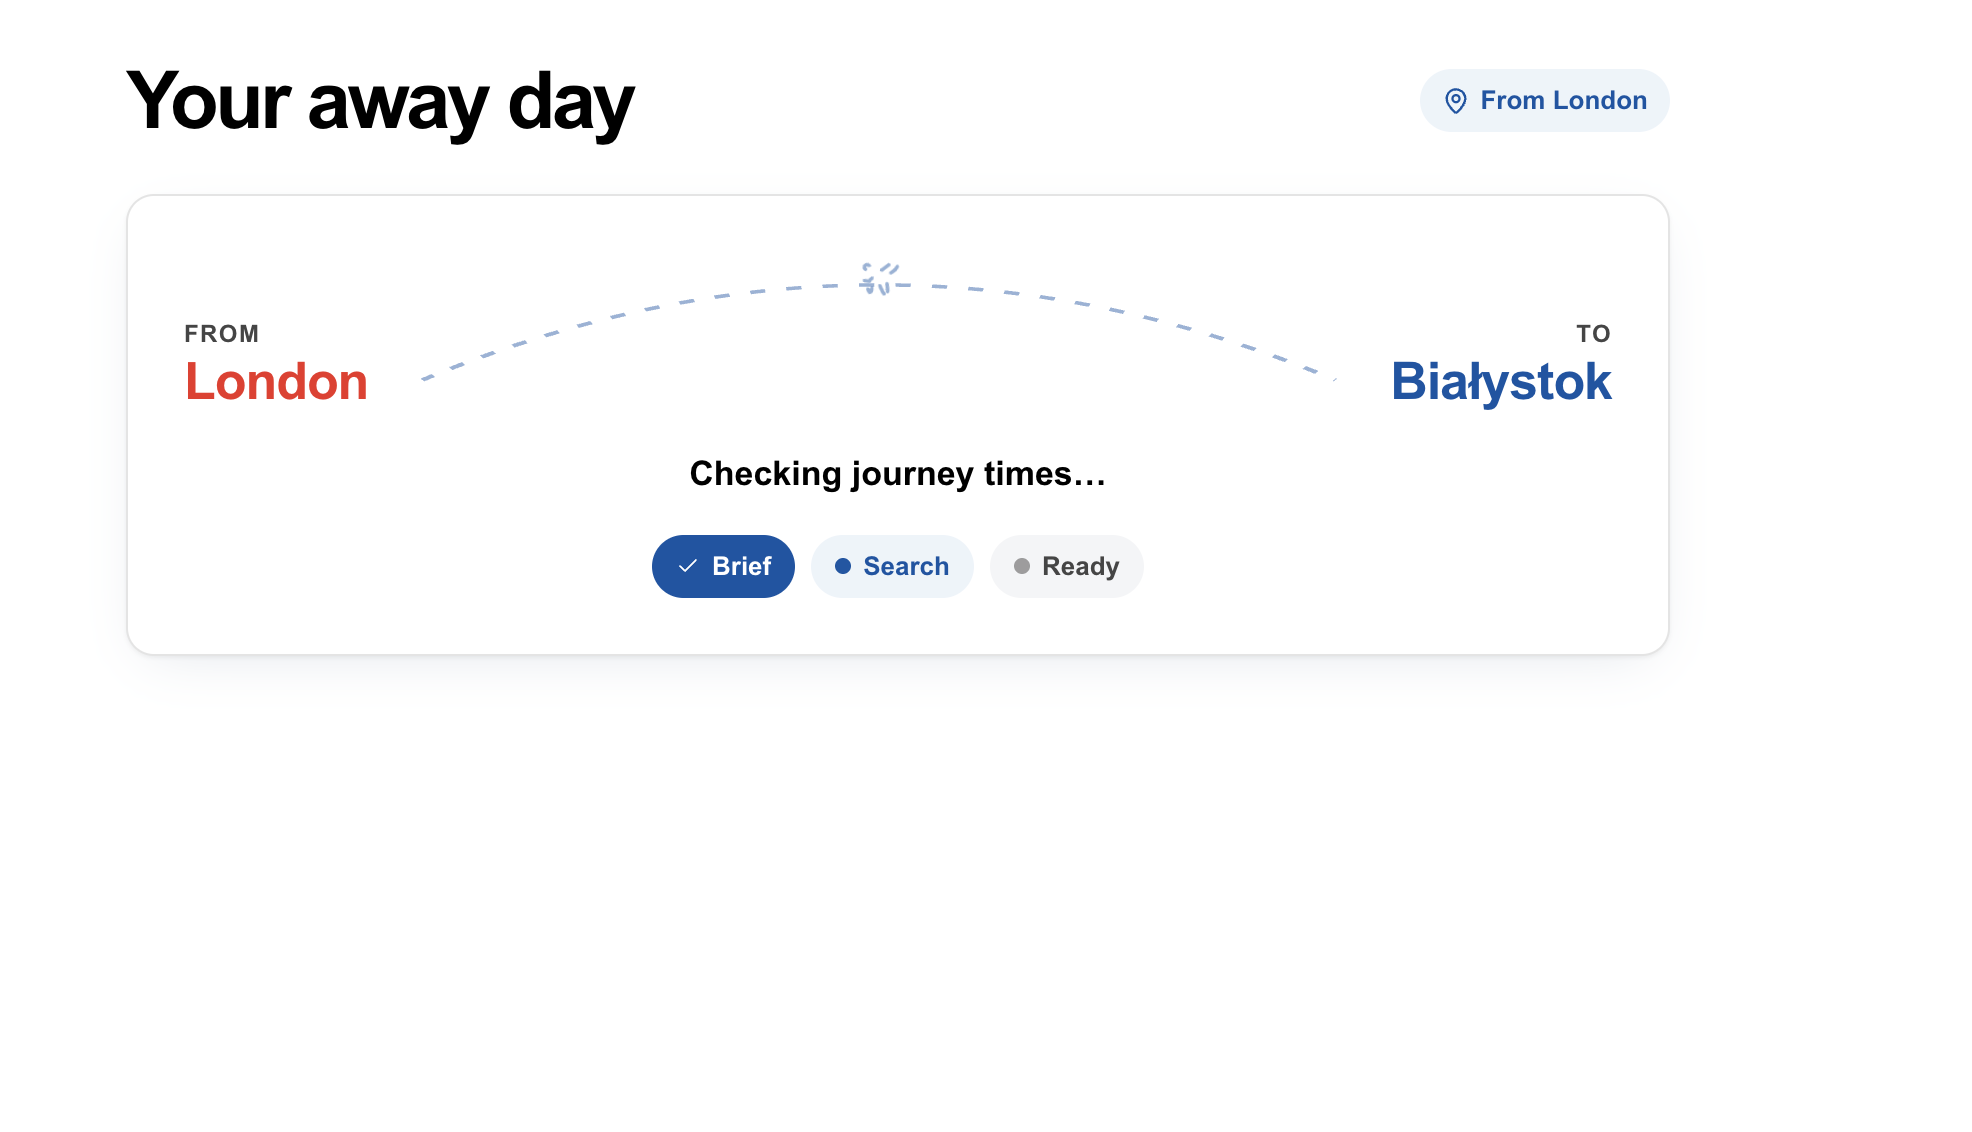 Your away day
From London
FROM
London
TO
Białystok
Checking journey times…
Brief
Search
Ready